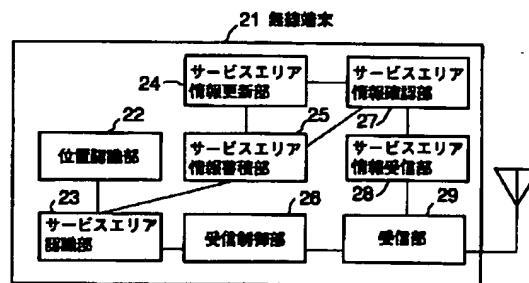 21 無線端末
24
サービスエリア
情報更新部
サービスエリア
情報確認部
27
22
位置認識部
25
サービスエリア
情報蓄積部
サービスエリア
情報受信部
28
29
23
サービスエリア
認識部
26
受信制御部
受信部